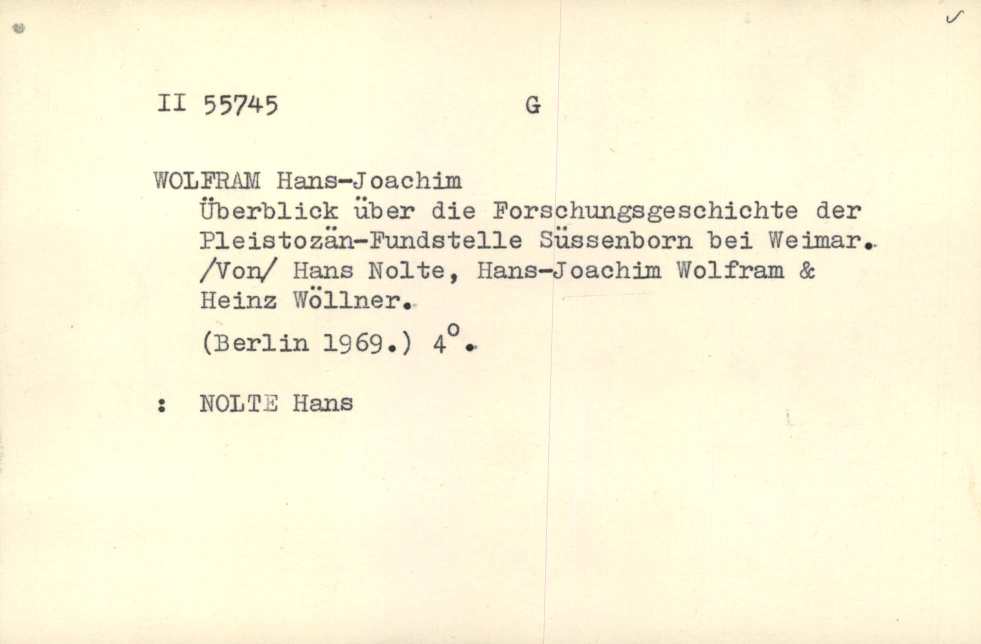 II 55745 G
WOLFRAM Hans-Joachim
Überblick über die Forschungsgeschichte der
Pleistozän-Fundstelle Süssenborn bei Weimar.
/Von/ Hans Nolte, Hans-Joachim Wolfram &
Heinz Wöllner.
(Berlin 1969.) 4°.
: NOLTE Hans